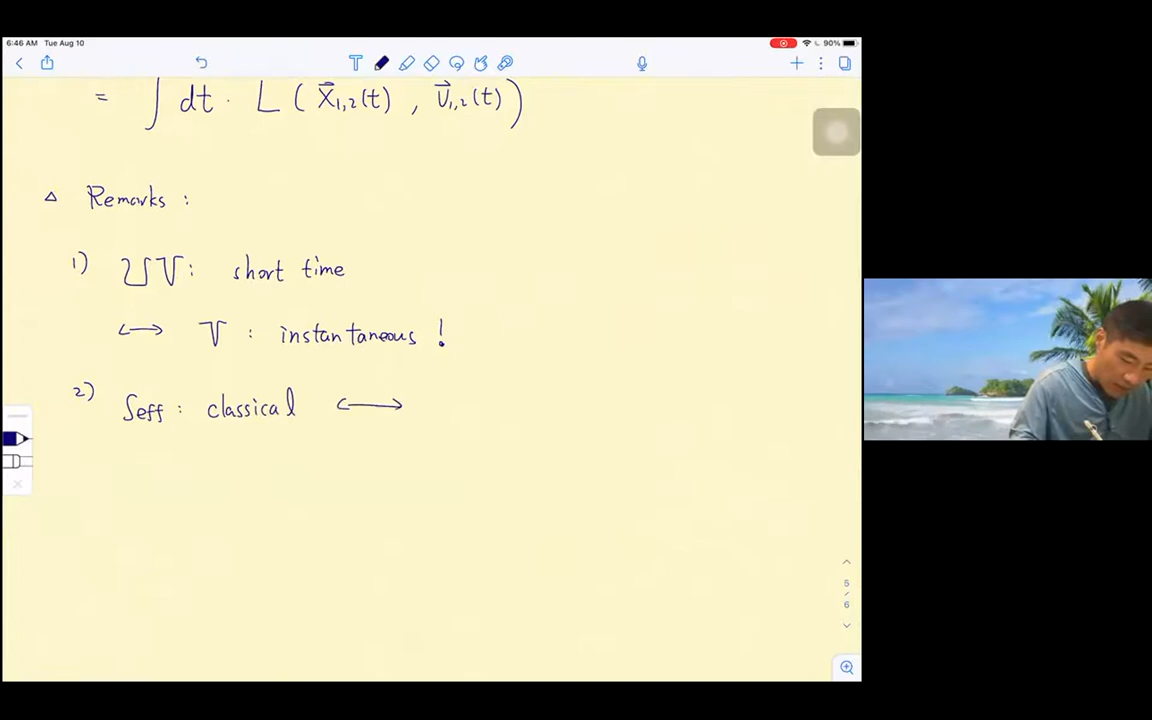 6:46 AM Tue Aug 10 90%
= ∫ dt · L ( X⃗₁,₂(t) , v⃗₁,₂(t) )
△ Remarks :
1) UV : short time
⟷ V : instantaneous !
2) Seff : classical ⟷
5
/
6